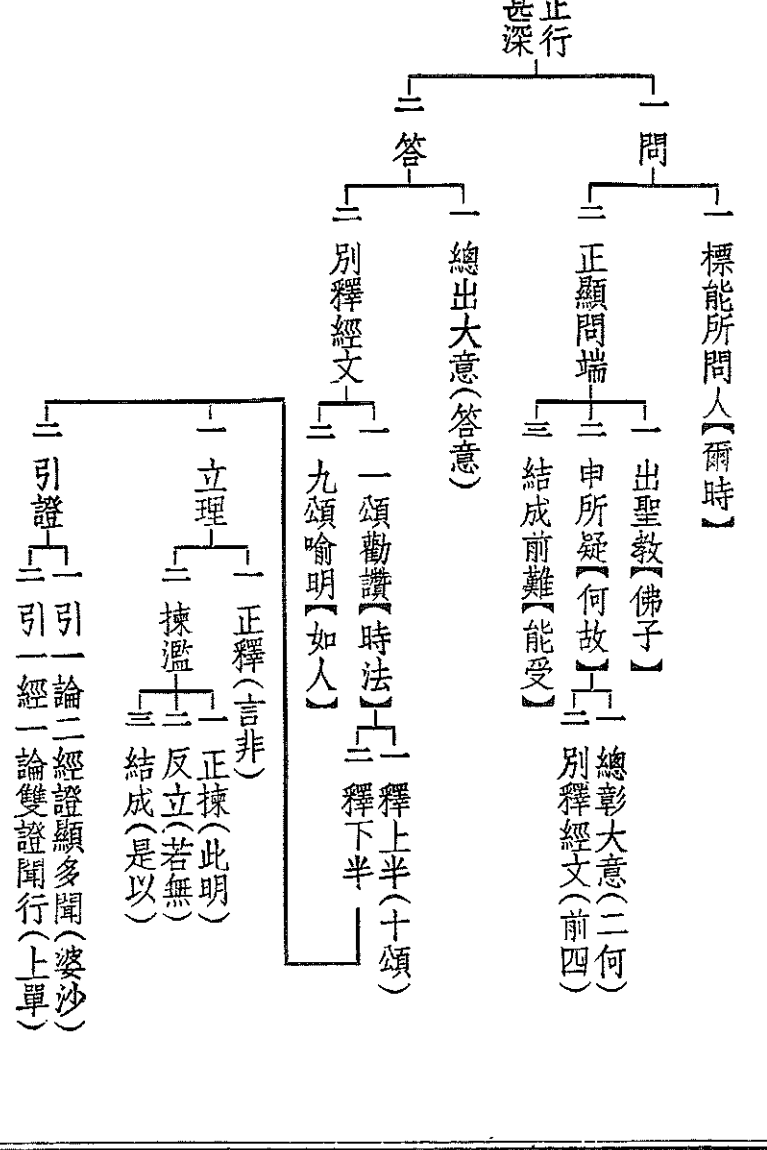 正行甚深
一 問
一 標能所問人【爾時】
二 正顯問端
一 出聖教【佛子】
二 申所疑【何故】
一 總彰大意(二何)
二 別釋經文(前四)
三 結成前難【能受】
二 答
一 總出大意(答意)
二 別釋經文
一 一頌勸讚【時法】
一 釋上半(十頌)
二 釋下半
一 立理
一 正釋(言非)
二 揀濫
一 正揀(此明)
二 反立(若無)
三 結成(是以)
二 引證
一 引一論二經證顯多聞(婆沙)
二 引一經一論雙證聞行(上單)
二 九頌喻明【如人】